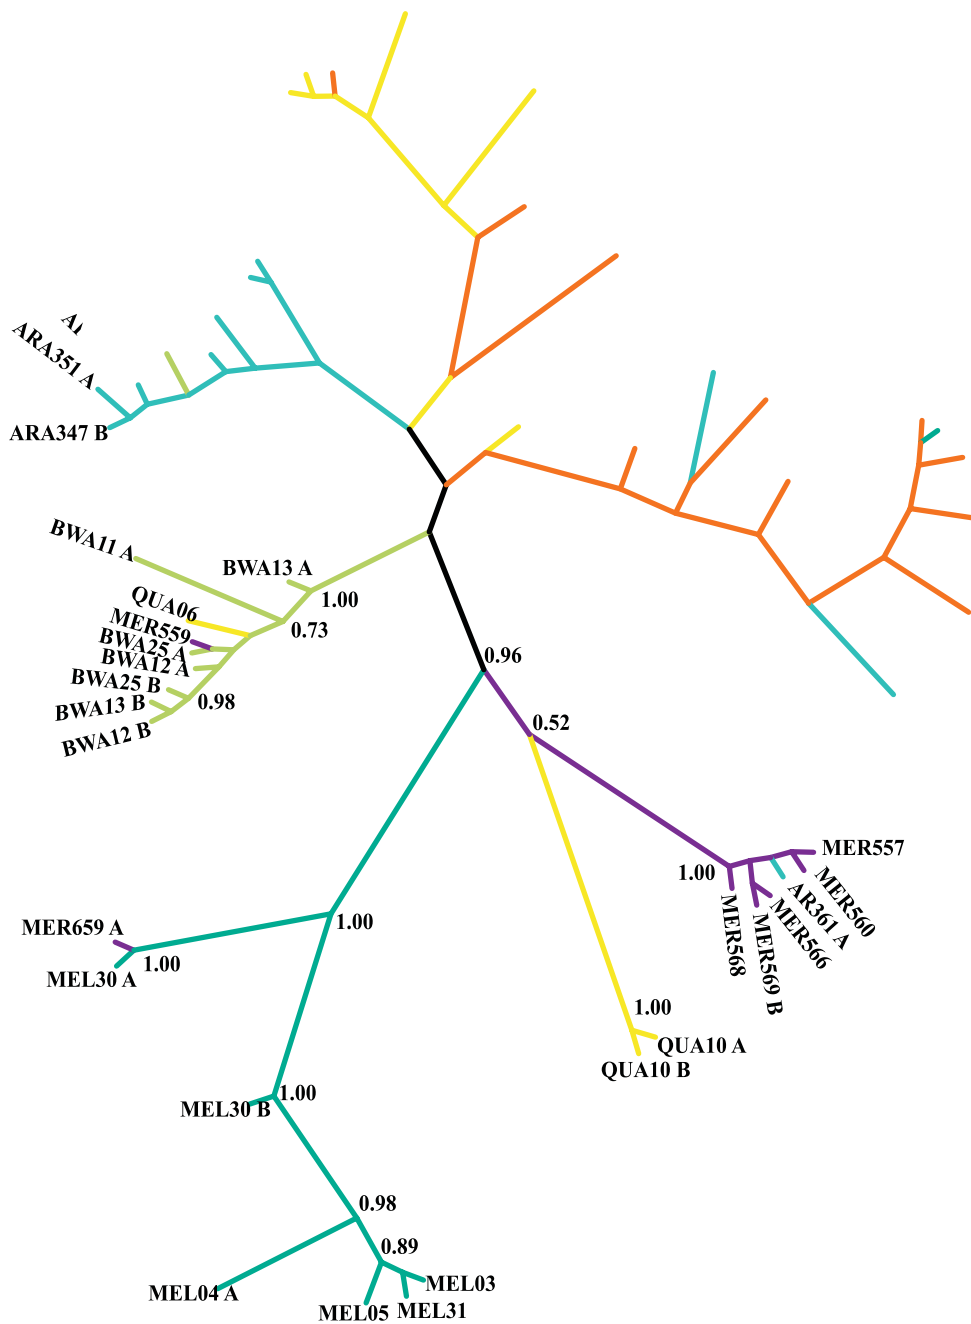 ARA351 A
ARA347 B
BWA11 A
BWA13 A
1.00
QUA06
0.73
MER559
BWA25 A
BWA12 A
BWA25 B
0.98
BWA13 B
BWA12 B
0.96
0.52
MER557
1.00
MER560
AR361 A
MER566
MER569 B
MER568
MER659 A
1.00
1.00
MEL30 A
1.00
QUA10 A
QUA10 B
1.00
MEL30 B
0.98
0.89
MEL03
MEL04 A
MEL31
MEL05